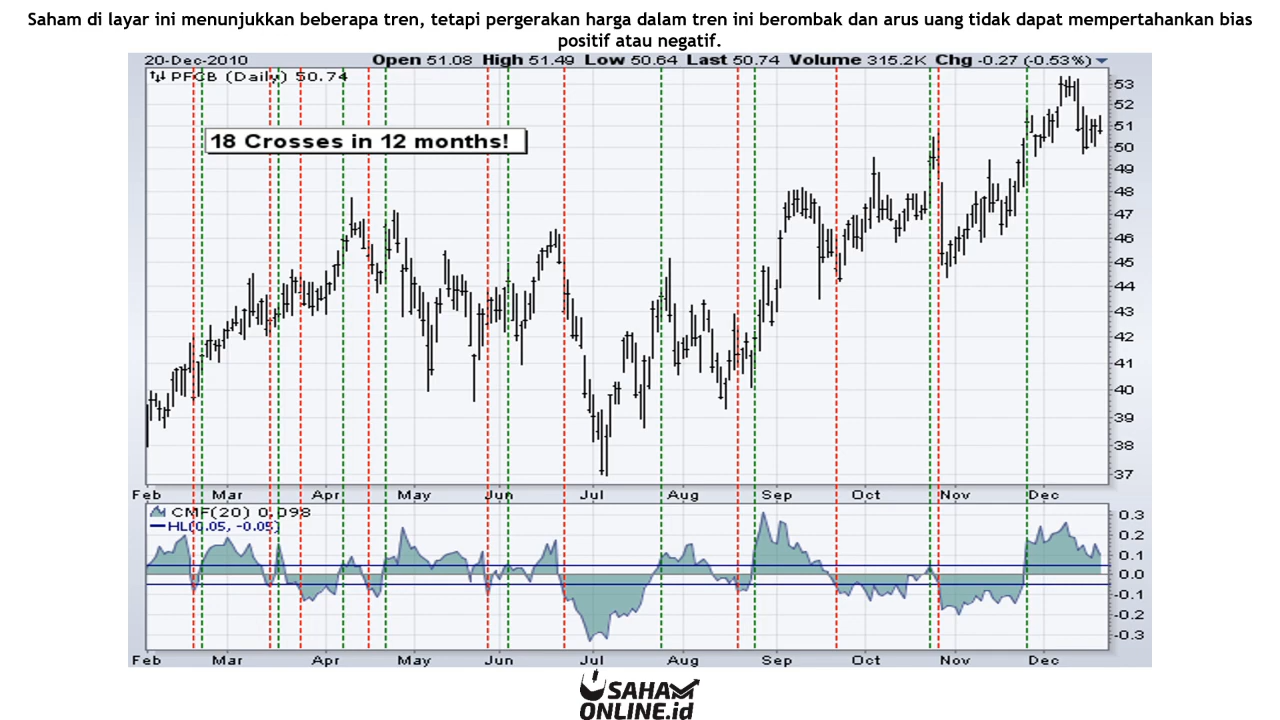 Saham di layar ini menunjukkan beberapa tren, tetapi pergerakan harga dalam tren ini berombak dan arus uang tidak dapat mempertahankan bias
positif atau negatif.
20-Dec-2010 Open 51.08 High 51.49 Low 50.64 Last 50.74 Volume 315.2K Chg -0.27 (-0.53%)
PFCB (Daily) 50.74
18 Crosses in 12 months!
53
52
51
50
49
48
47
46
45
44
43
42
41
40
39
38
37
Feb Mar Apr May Jun Jul Aug Sep Oct Nov Dec
CMF(20) 0.098
HL(0.05, -0.05)
0.3
0.2
0.1
0.0
-0.1
-0.2
-0.3
Feb Mar Apr May Jun Jul Aug Sep Oct Nov Dec
SAHAM
ONLINE.id